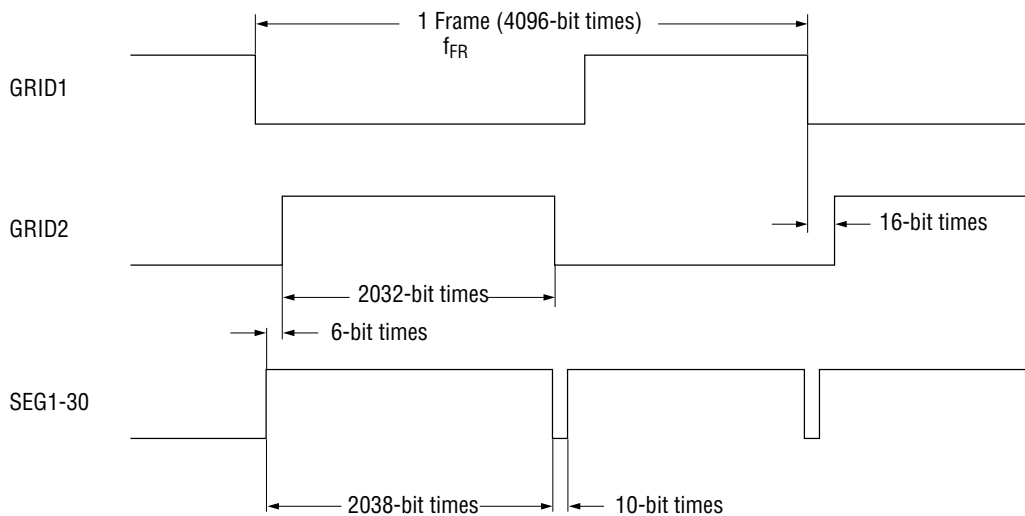 1 Frame (4096-bit times)
fFR
GRID1
GRID2
16-bit times
2032-bit times
6-bit times
SEG1-30
2038-bit times
10-bit times